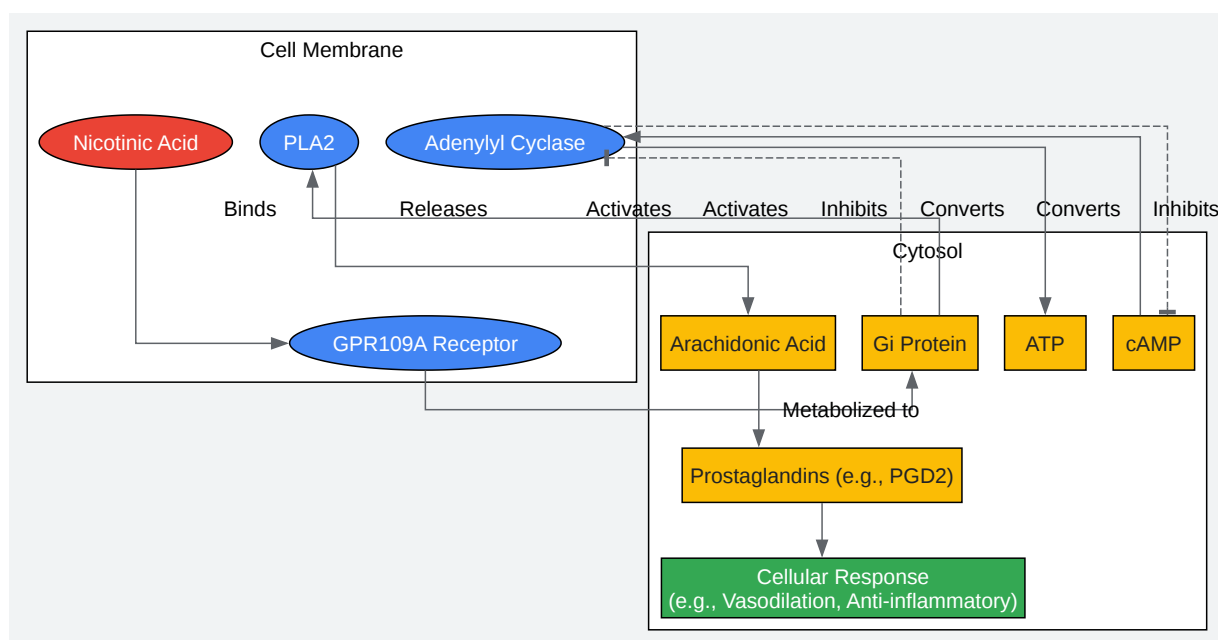 Cell Membrane
Nicotinic Acid
PLA2
Adenylyl Cyclase
Binds
Releases
Activates
Activates
Inhibits
Converts
Converts
Inhibits
Cytosol
GPR109A Receptor
Arachidonic Acid
Gi Protein
ATP
cAMP
Metabolized to
Prostaglandins (e.g., PGD2)
Cellular Response
(e.g., Vasodilation, Anti-inflammatory)